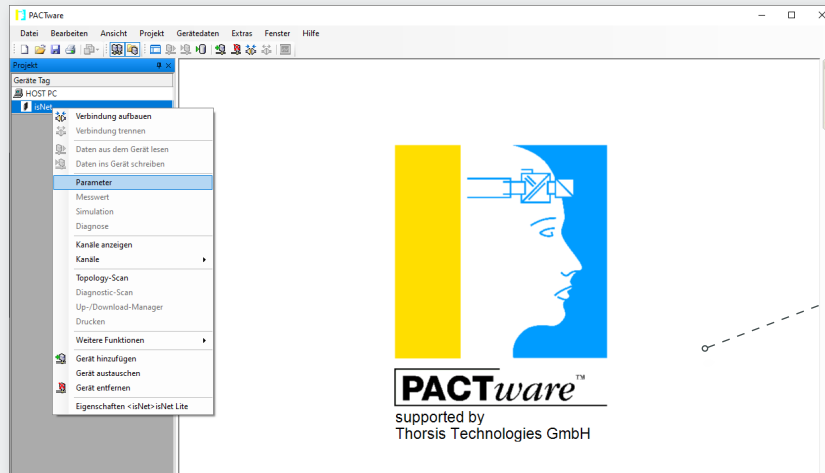 PACTware
Datei Bearbeiten Ansicht Projekt Gerätedaten Extras Fenster Hilfe
Projekt
Geräte Tag
HOST PC
isNet
Verbindung aufbauen
Verbindung trennen
Daten aus dem Gerät lesen
Daten ins Gerät schreiben
Parameter
Messwert
Simulation
Diagnose
Kanäle anzeigen
Kanäle
Topology-Scan
Diagnostic-Scan
Up-/Download-Manager
Drucken
Weitere Funktionen
Gerät hinzufügen
Gerät austauschen
Gerät entfernen
Eigenschaften <isNet>isNet Lite
PACTware™
supported by
Thorsis Technologies GmbH